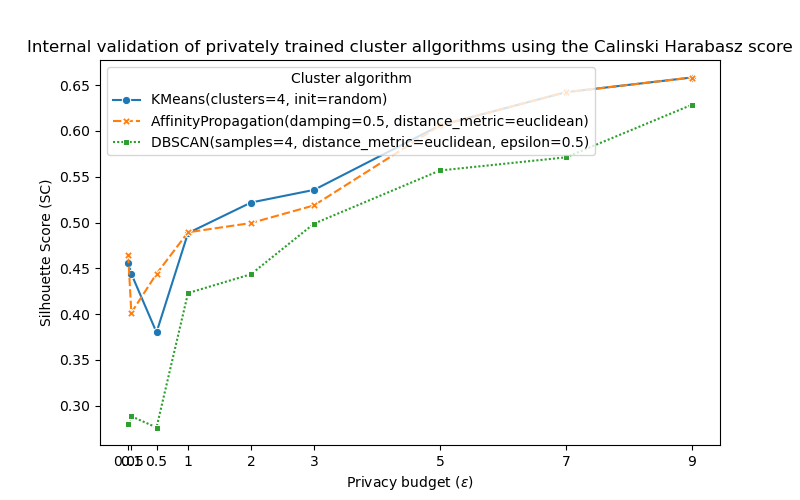 Internal validation of privately trained cluster allgorithms using the Calinski Harabasz score
Cluster algorithm
KMeans(clusters=4, init=random)
AffinityPropagation(damping=0.5, distance_metric=euclidean)
DBSCAN(samples=4, distance_metric=euclidean, epsilon=0.5)
Silhouette Score (SC)
0.65
0.60
0.55
0.50
0.45
0.40
0.35
0.30
0.5 1 2 3 5 7 9
Privacy budget (ε)